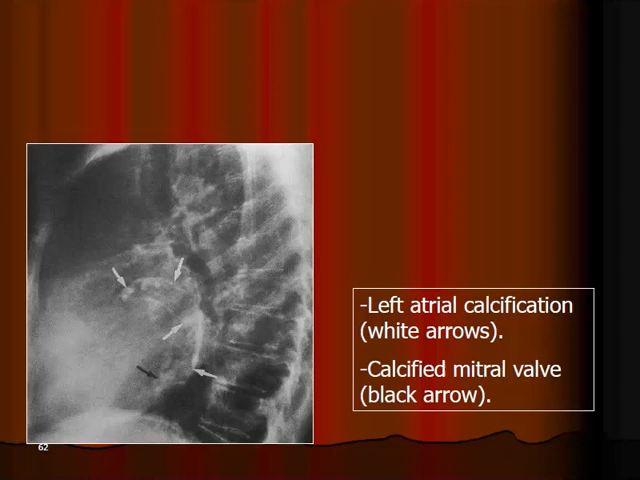 -Left atrial calcification
(white arrows).
-Calcified mitral valve
(black arrow).
62